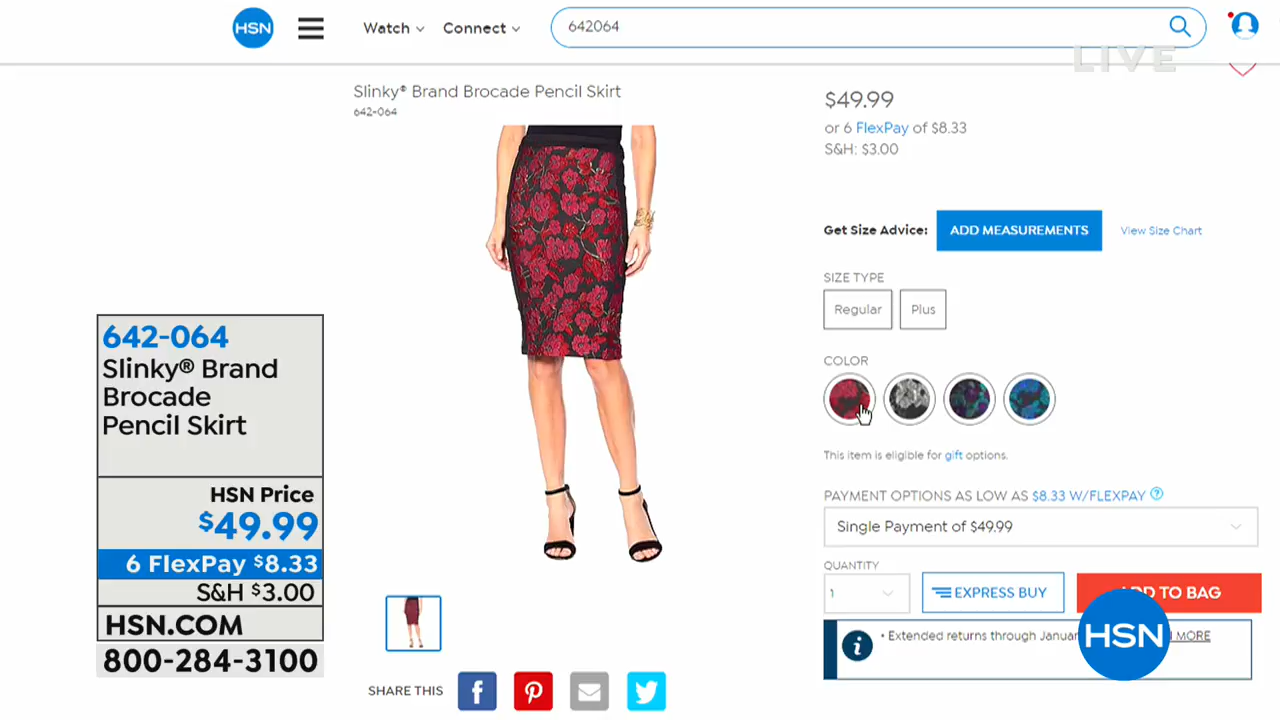 HSN
Watch
Connect
642064
LIVE
Slinky® Brand Brocade Pencil Skirt
642-064
$49.99
or 6 FlexPay of $8.33
S&H: $3.00
Get Size Advice:
ADD MEASUREMENTS
View Size Chart
SIZE TYPE
Regular
Plus
COLOR
This item is eligible for gift options.
PAYMENT OPTIONS AS LOW AS $8.33 W/FLEXPAY ?
Single Payment of $49.99
QUANTITY
1
EXPRESS BUY
TO BAG
• Extended returns through
MORE
HSN
SHARE THIS
642-064
Slinky® Brand
Brocade
Pencil Skirt
HSN Price
$49.99
6 FlexPay $8.33
S&H $3.00
HSN.COM
800-284-3100